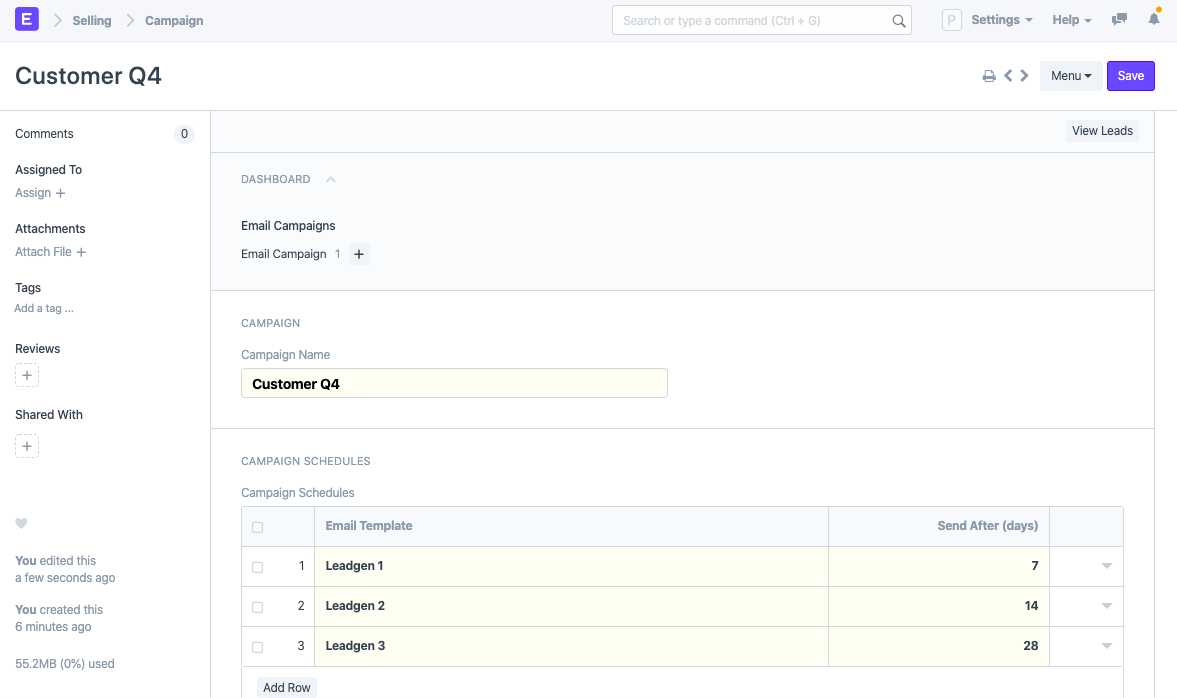 E Selling Campaign Search or type a command (Ctrl + G) P Settings Help
Customer Q4 Menu Save
Comments 0
View Leads
Assigned To
Assign +
DASHBOARD
Attachments
Attach File +
Email Campaigns
Email Campaign 1 +
Tags
Add a tag ...
CAMPAIGN
Reviews
+
Campaign Name
Customer Q4
Shared With
+
CAMPAIGN SCHEDULES
Campaign Schedules
Email Template Send After (days)
1 Leadgen 1 7
2 Leadgen 2 14
3 Leadgen 3 28
Add Row
You edited this
a few seconds ago
You created this
6 minutes ago
55.2MB (0%) used